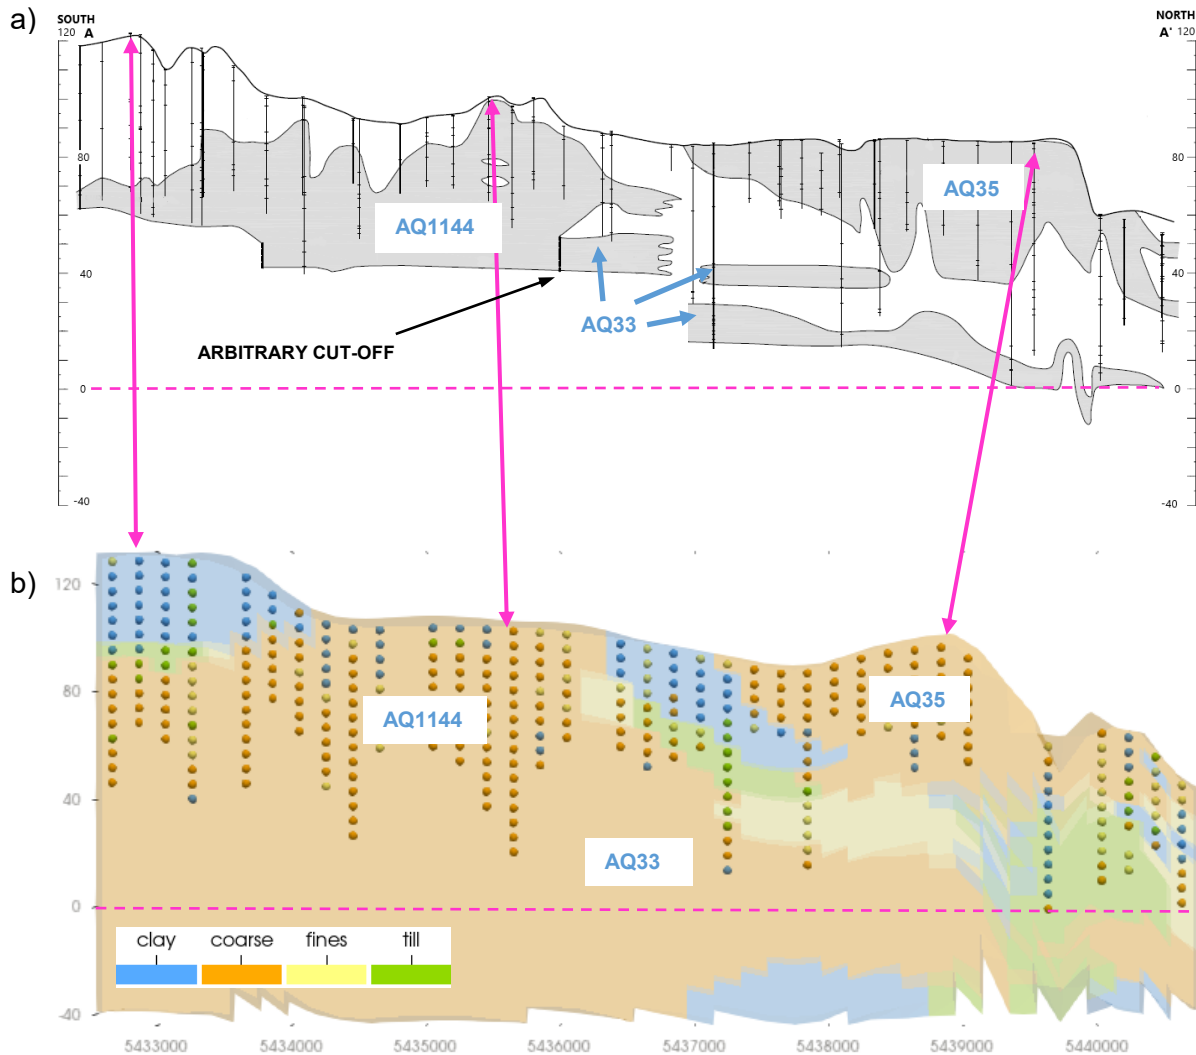 a)
SOUTH
NORTH
120 A
A' 120
80
80
AQ35
AQ1144
40
40
AQ33
ARBITRARY CUT-OFF
0
0
-40
-40
b)
120
80
AQ1144
AQ35
40
AQ33
0
clay coarse fines till
-40
5433000 5434000 5435000 5436000 5437000 5438000 5439000 5440000